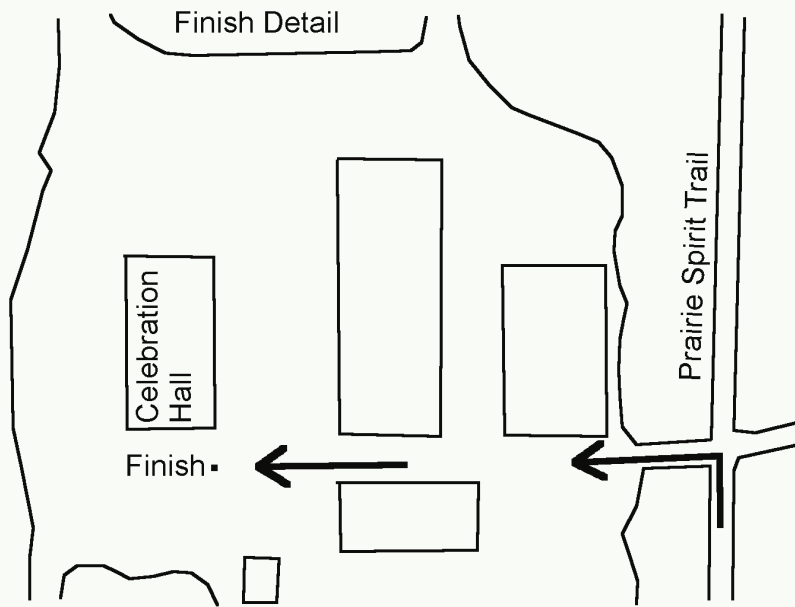 Finish Detail
Prairie Spirit Trail
Celebration
Hall
Finish